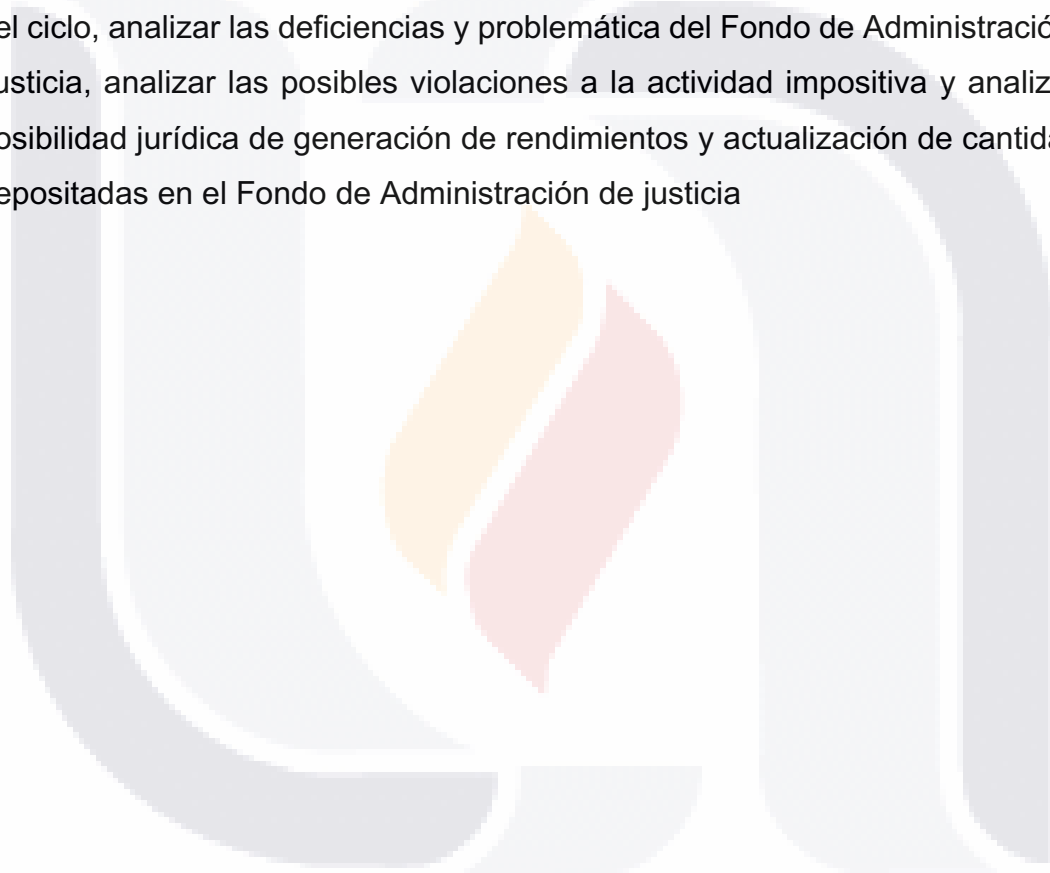 el ciclo, analizar las deficiencias y problemática del Fondo de Administració
usticia, analizar las posibles violaciones a la actividad impositiva y analiz
osibilidad jurídica de generación de rendimientos y actualización de cantida
epositadas en el Fondo de Administración de justicia